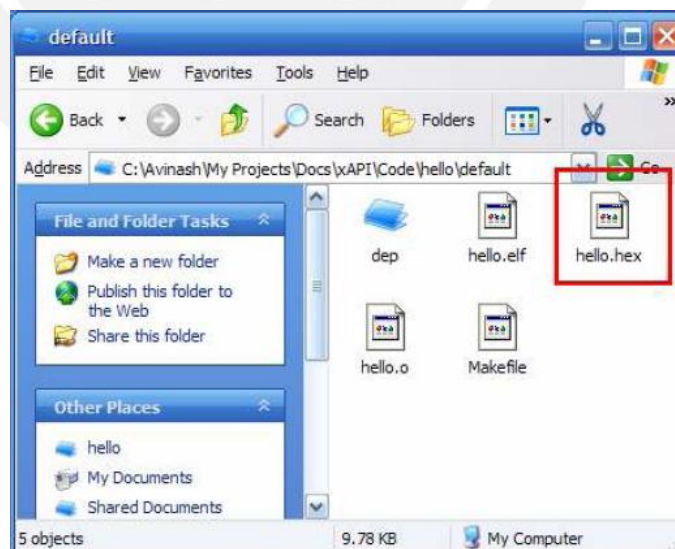 default
File Edit View Favorites Tools Help
Back Search Folders
Address C:\Avinash\My Projects\Docs\xAPI\Code\hello\default Go
File and Folder Tasks
Make a new folder
Publish this folder to
the Web
Share this folder
Other Places
hello
My Documents
Shared Documents
dep hello.elf hello.hex
hello.o Makefile
5 objects 9.78 KB My Computer